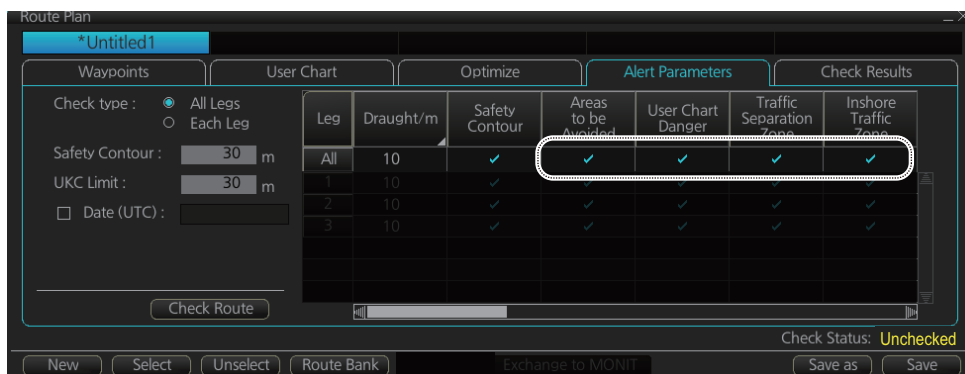 Route Plan
*Untitled1
Waypoints User Chart Optimize Alert Parameters Check Results
Check type : All Legs
Each Leg
Safety Contour : 30 m
UKC Limit : 30 m
Date (UTC) :
Check Route
Leg Draught/m Safety Contour Areas to be Avoided User Chart Danger Traffic Separation Zone Inshore Traffic Zone
All 10 ✓ ✓ ✓ ✓ ✓
1 10 ✓ ✓ ✓ ✓ ✓
2 10 ✓ ✓ ✓ ✓ ✓
3 10 ✓ ✓ ✓ ✓ ✓
Check Status: Unchecked
New Select Unselect Route Bank Exchange to MONIT Save as Save